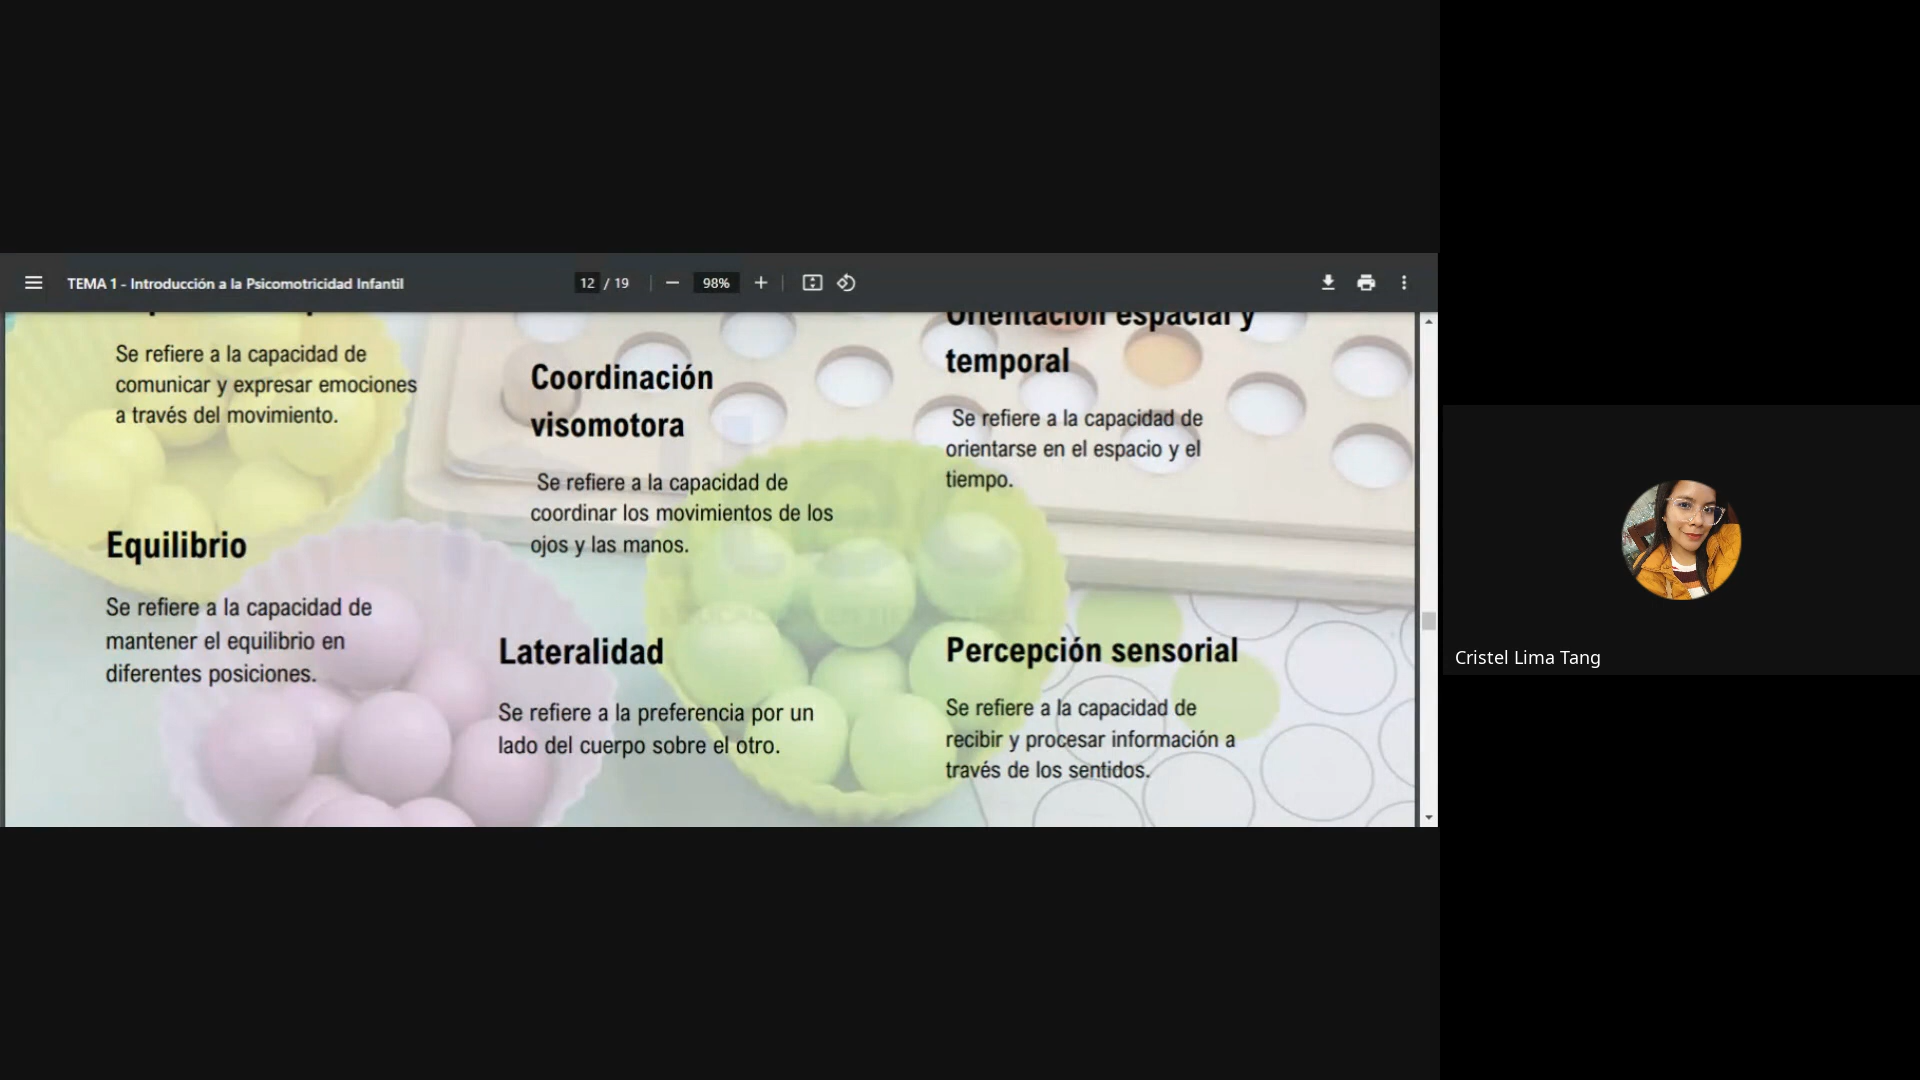 TEMA 1 - Introducción a la Psicomotricidad Infantil
12 / 19
98%
Se refiere a la capacidad de
comunicar y expresar emociones
a través del movimiento.
Equilibrio
Se refiere a la capacidad de
mantener el equilibrio en
diferentes posiciones.
Coordinación
visomotora
Se refiere a la capacidad de
coordinar los movimientos de los
ojos y las manos.
Lateralidad
Se refiere a la preferencia por un
lado del cuerpo sobre el otro.
Orientación espacial y
temporal
Se refiere a la capacidad de
orientarse en el espacio y el
tiempo.
Percepción sensorial
Se refiere a la capacidad de
recibir y procesar información a
través de los sentidos.
Cristel Lima Tang